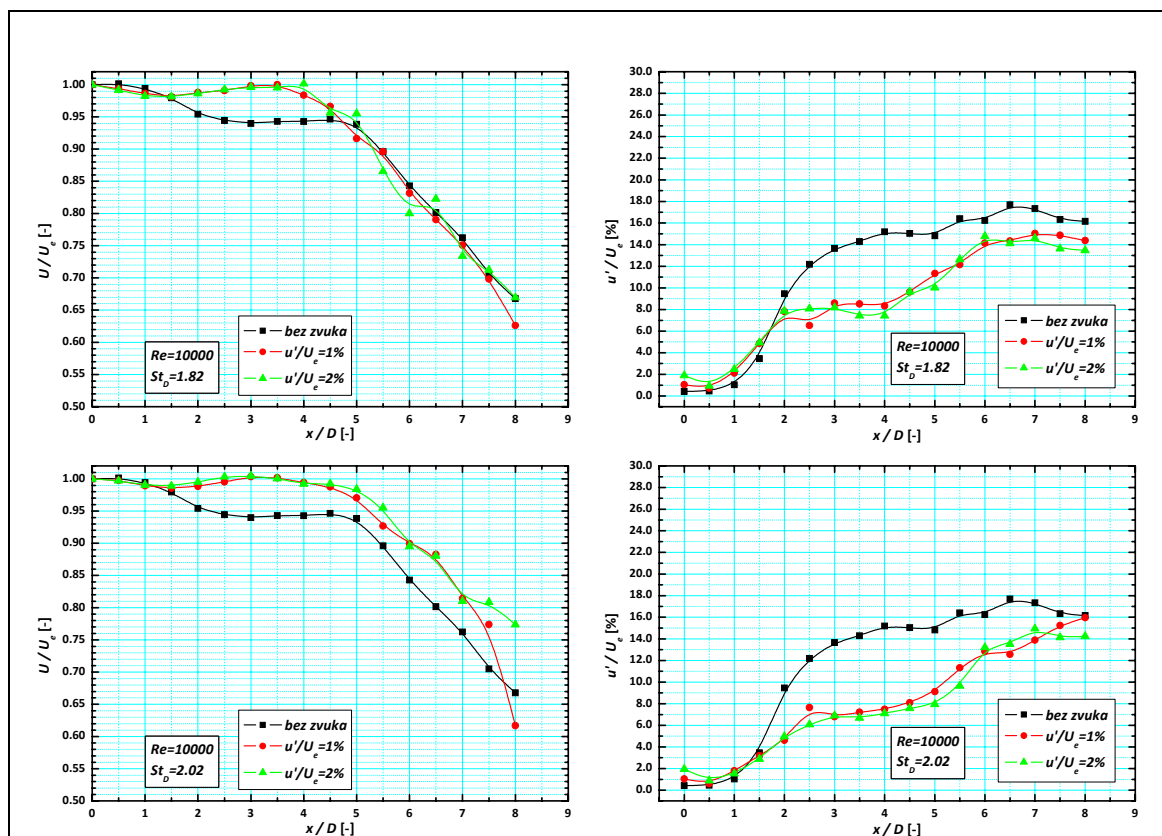 U / U_e [-]
1.00
0.95
0.90
0.85
0.80
0.75
0.70
0.65
0.60
0.55
0.50
Re=10000
St_D=1.82
bez zvuka
u'/U_e=1%
u'/U_e=2%
0 1 2 3 4 5 6 7 8 9
x / D [-]
u' / U_e [%]
30.0
28.0
26.0
24.0
22.0
20.0
18.0
16.0
14.0
12.0
10.0
8.0
6.0
4.0
2.0
0.0
Re=10000
St_D=1.82
bez zvuka
u'/U_e=1%
u'/U_e=2%
0 1 2 3 4 5 6 7 8 9
x / D [-]
U / U_e [-]
1.00
0.95
0.90
0.85
0.80
0.75
0.70
0.65
0.60
0.55
0.50
Re=10000
St_D=2.02
bez zvuka
u'/U_e=1%
u'/U_e=2%
0 1 2 3 4 5 6 7 8 9
x / D [-]
u' / U_e [%]
30.0
28.0
26.0
24.0
22.0
20.0
18.0
16.0
14.0
12.0
10.0
8.0
6.0
4.0
2.0
0.0
Re=10000
St_D=2.02
bez zvuka
u'/U_e=1%
u'/U_e=2%
0 1 2 3 4 5 6 7 8 9
x / D [-]